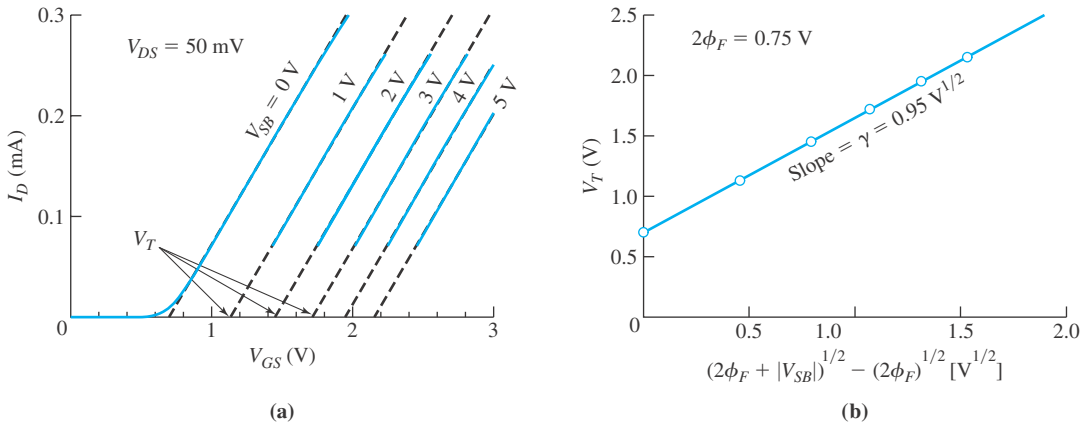 0.3
0.2
0.1
0
I_D (mA)
V_DS = 50 mV
V_SB = 0 V
1 V
2 V
3 V
4 V
5 V
V_T
0
1
2
3
V_GS (V)
(a)
2.5
2.0
1.5
1.0
0.5
0
V_T (V)
2ϕ_F = 0.75 V
Slope = γ = 0.95 V^1/2
0
0.5
1.0
1.5
2.0
(2ϕ_F + |V_SB|)^1/2 − (2ϕ_F)^1/2 [V^1/2]
(b)